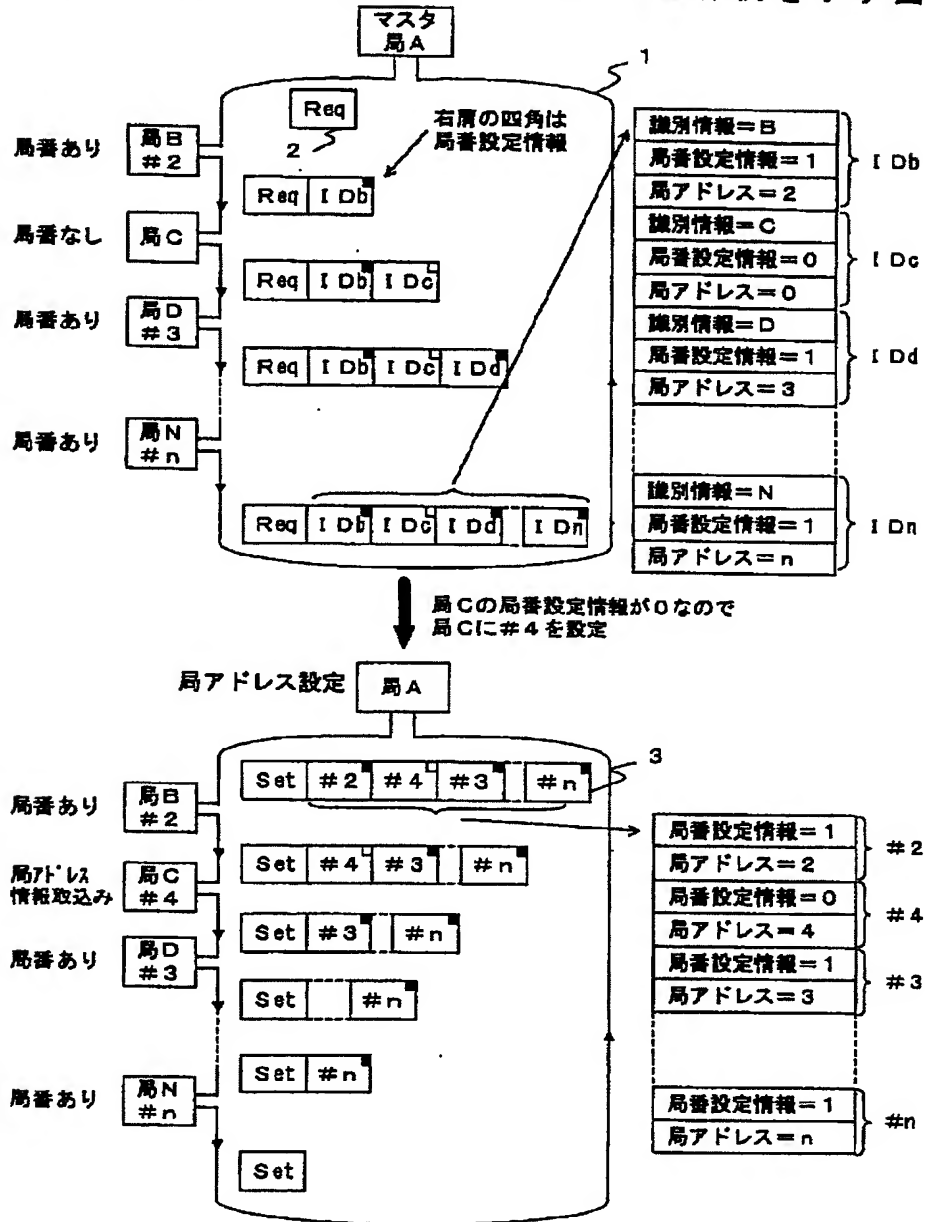 マスタ
局A
1
Req
2
右肩の四角は
局番設定情報
局番あり
局B
#2
Req IDb
局番なし
局C
Req IDb IDc
局番あり
局D
#3
Req IDb IDc IDd
局番あり
局N
#n
Req IDb IDc IDd IDn
識別情報=B
局番設定情報=1
局アドレス=2
IDb
識別情報=C
局番設定情報=0
局アドレス=0
IDc
識別情報=D
局番設定情報=1
局アドレス=3
IDd
識別情報=N
局番設定情報=1
局アドレス=n
IDn
局Cの局番設定情報が0なので
局Cに#4を設定
局アドレス設定
局A
3
Set #2 #4 #3 #n
局番あり
局B
#2
Set #4 #3 #n
局アドレス
情報取込み
局C
#4
Set #3 #n
局番あり
局D
#3
Set #n
Set #n
局番あり
局N
#n
Set
局番設定情報=1
局アドレス=2
#2
局番設定情報=0
局アドレス=4
#4
局番設定情報=1
局アドレス=3
#3
局番設定情報=1
局アドレス=n
#n